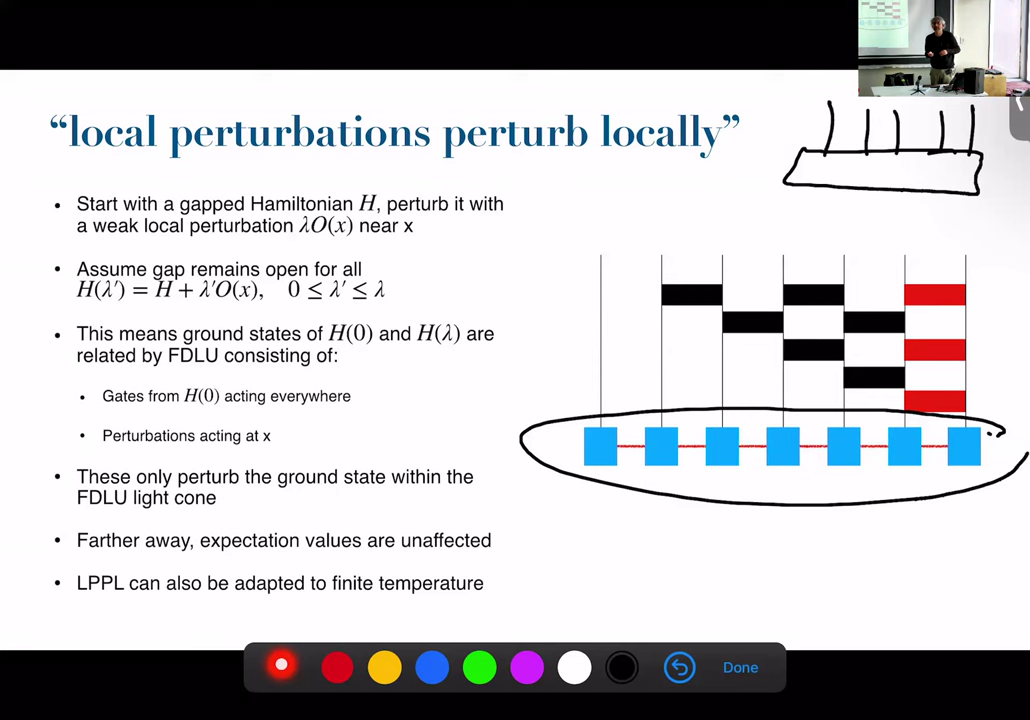 “local perturbations perturb locally”
• Start with a gapped Hamiltonian H, perturb it with
a weak local perturbation λO(x) near x
• Assume gap remains open for all
H(λ′) = H + λ′O(x), 0 ≤ λ′ ≤ λ
• This means ground states of H(0) and H(λ) are
related by FDLU consisting of:
• Gates from H(0) acting everywhere
• Perturbations acting at x
• These only perturb the ground state within the
FDLU light cone
• Farther away, expectation values are unaffected
• LPPL can also be adapted to finite temperature
Done